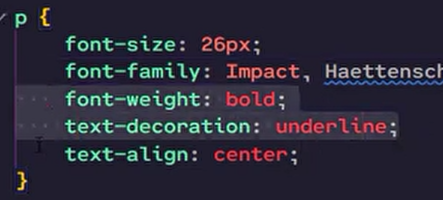 p {
font-size: 26px;
font-family: Impact, Haettensch
font-weight: bold;
text-decoration: underline;
text-align: center;
}